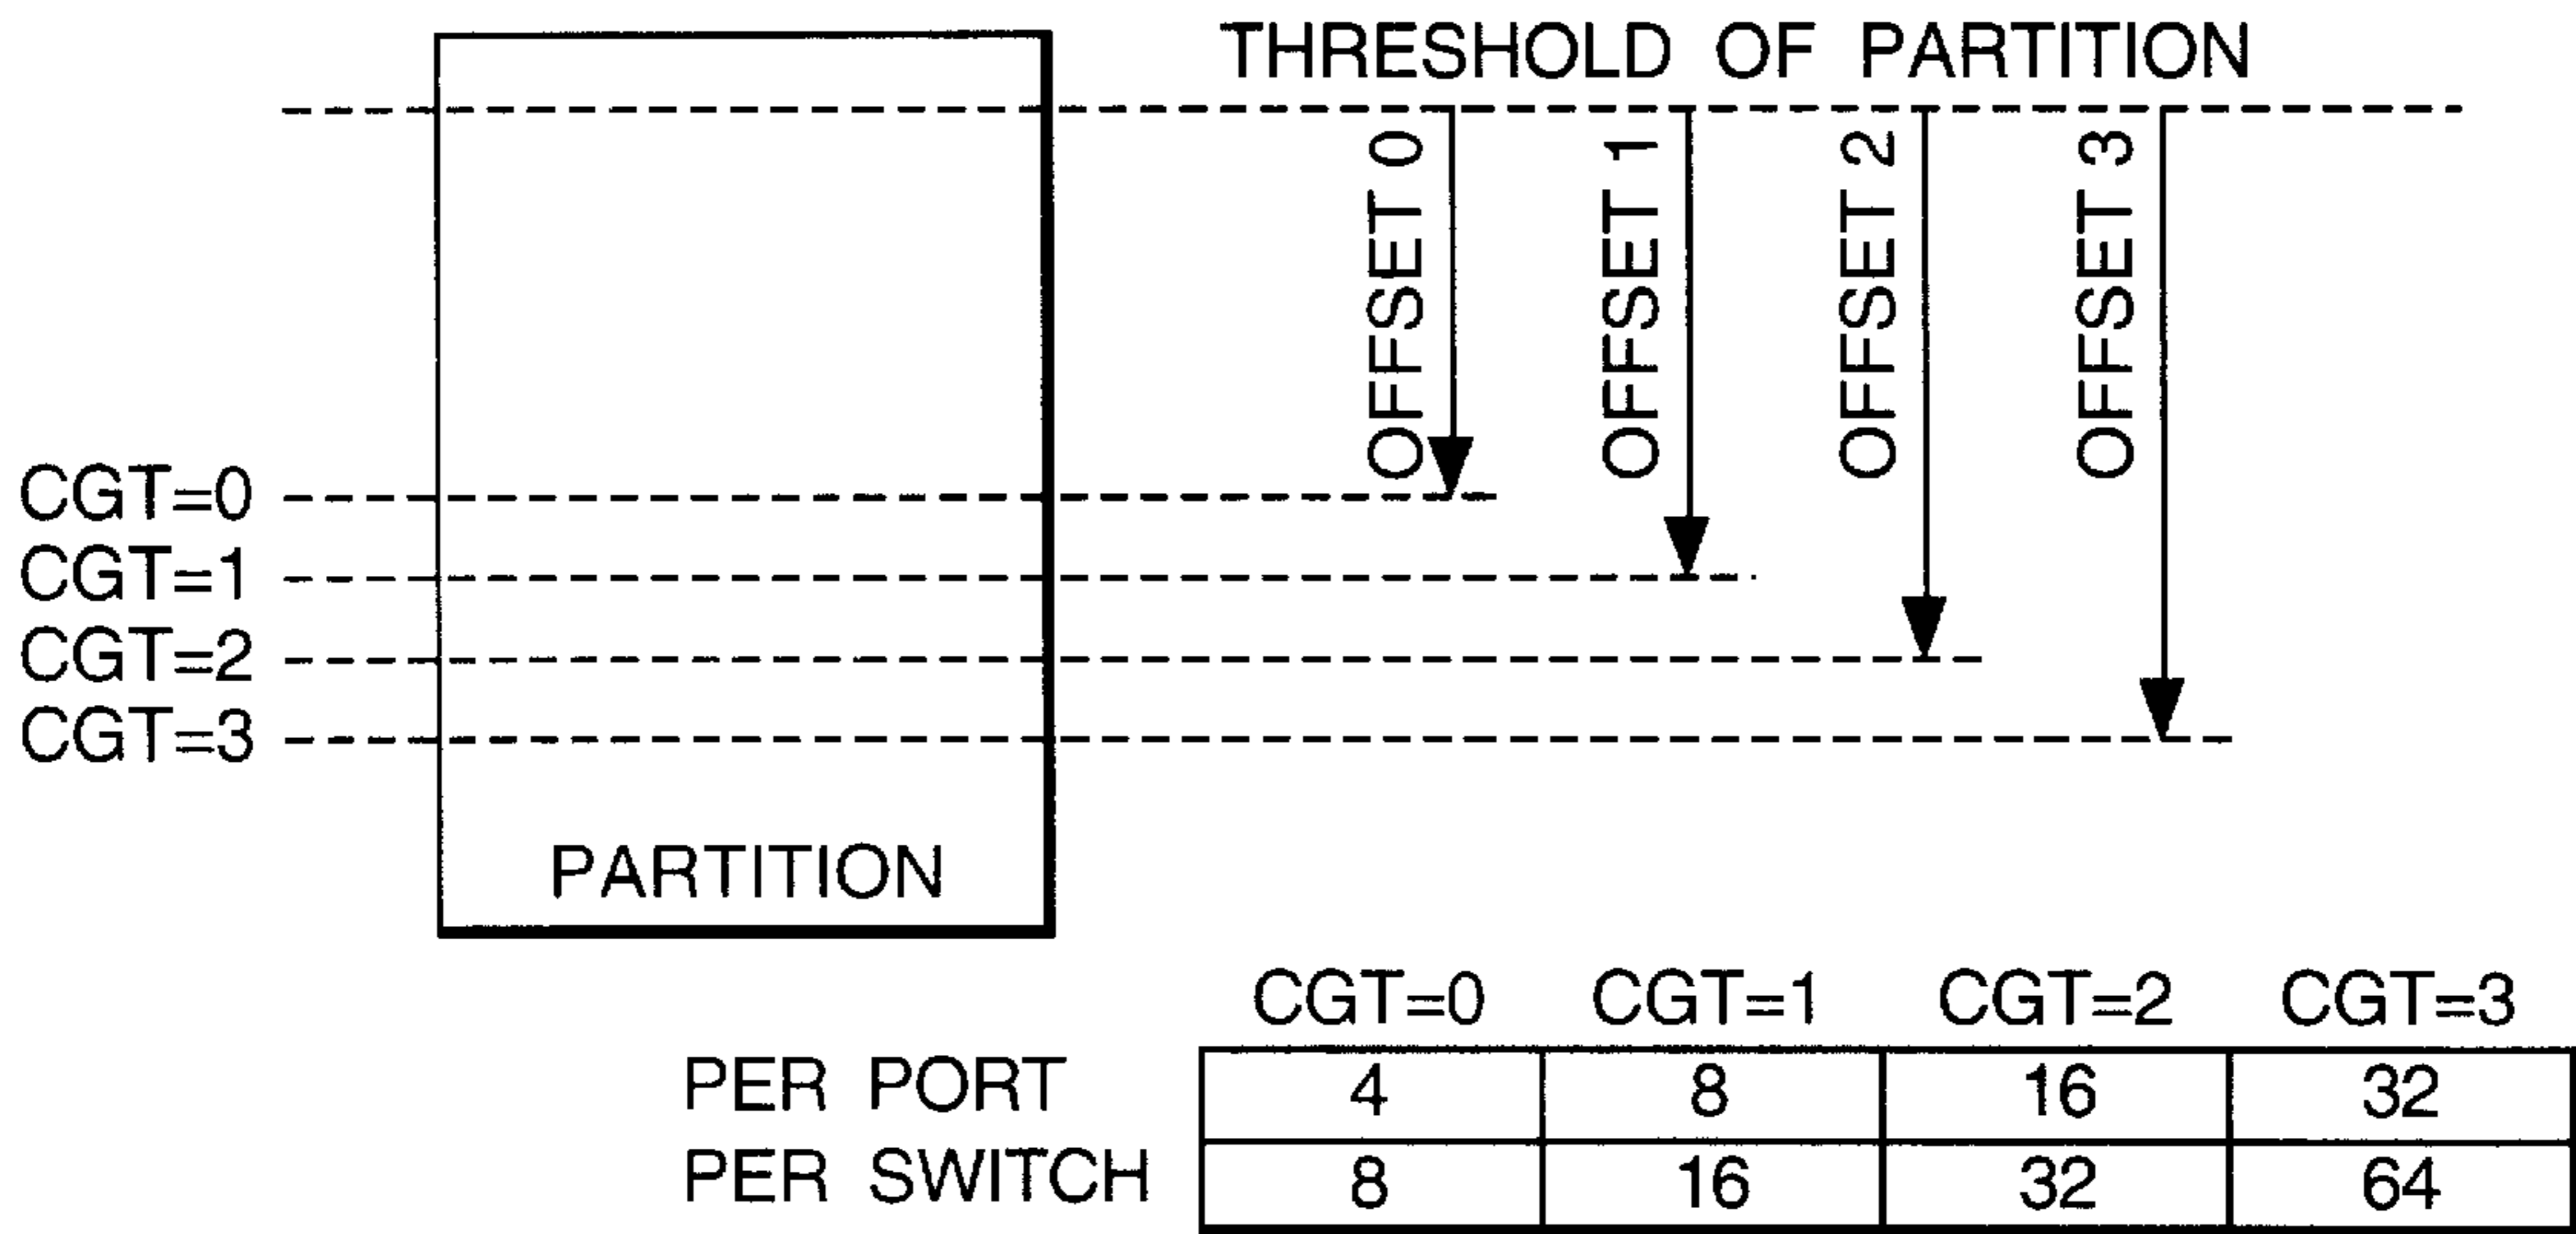 THRESHOLD OF PARTITION
OFFSET 0
OFFSET 1
OFFSET 2
OFFSET 3
CGT=0
CGT=1
CGT=2
CGT=3
PARTITION
CGT=0 CGT=1 CGT=2 CGT=3
PER PORT 4 8 16 32
PER SWITCH 8 16 32 64